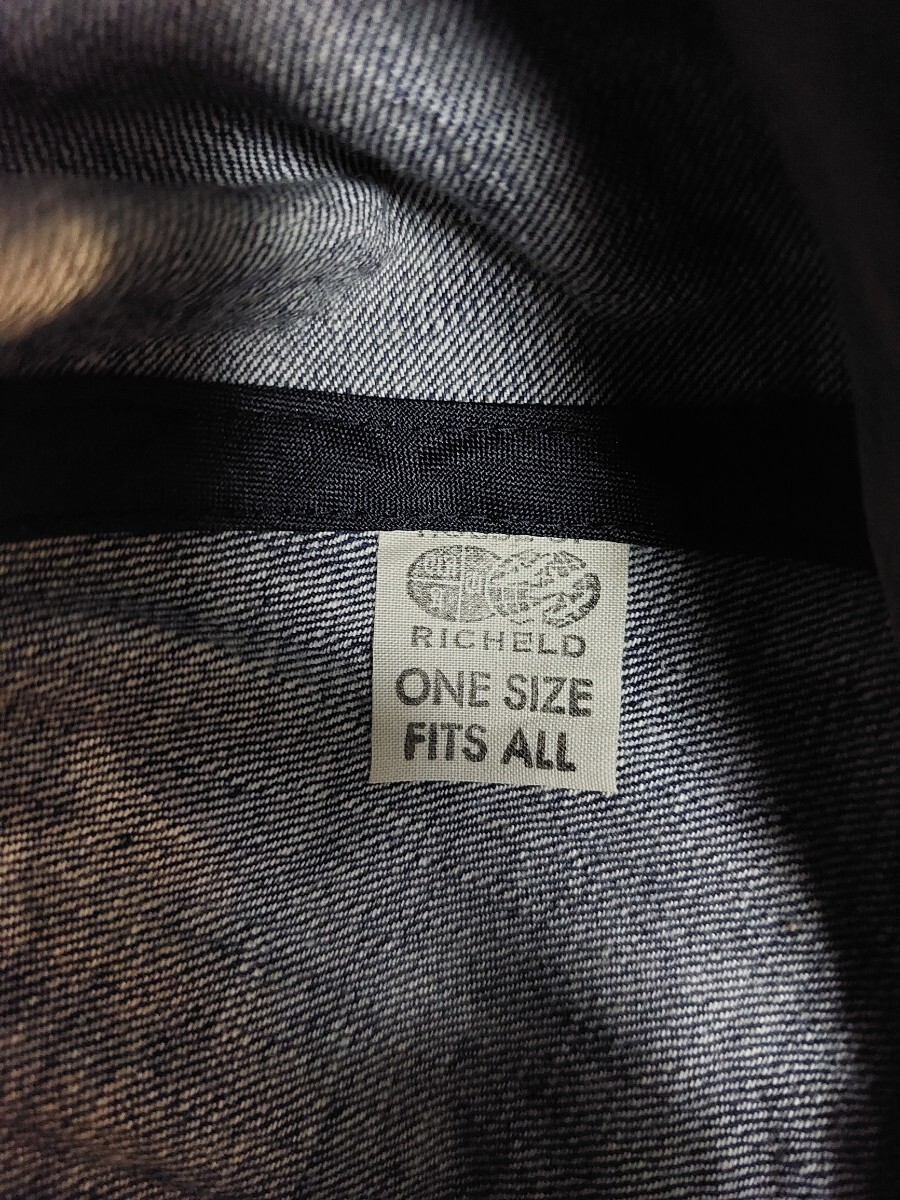 RICHELD
ONE SIZE
FITS ALL